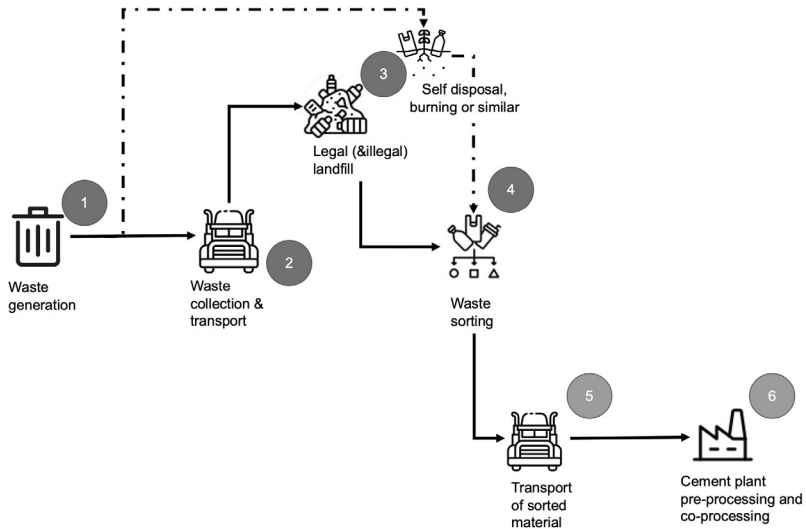 3
Self disposal,
burning or similar
Legal (&illegal)
landfill
1
4
2
Waste
generation
Waste
collection &
transport
Waste
sorting
5
6
Transport
of sorted
material
Cement plant
pre-processing and
co-processing